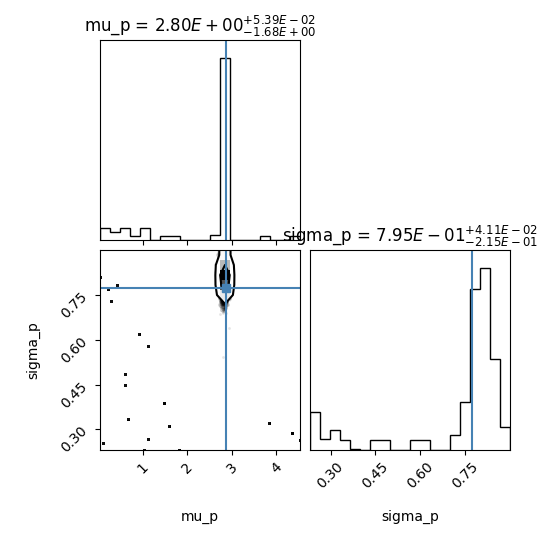 mu_p = 2.80E + 00+5.39E − 02 −1.68E + 00
sigma_p = 7.95E − 01+4.11E − 02 −2.15E − 01
sigma_p
0.75
0.60
0.45
0.30
1 2 3 4
0.30 0.45 0.60 0.75
mu_p sigma_p